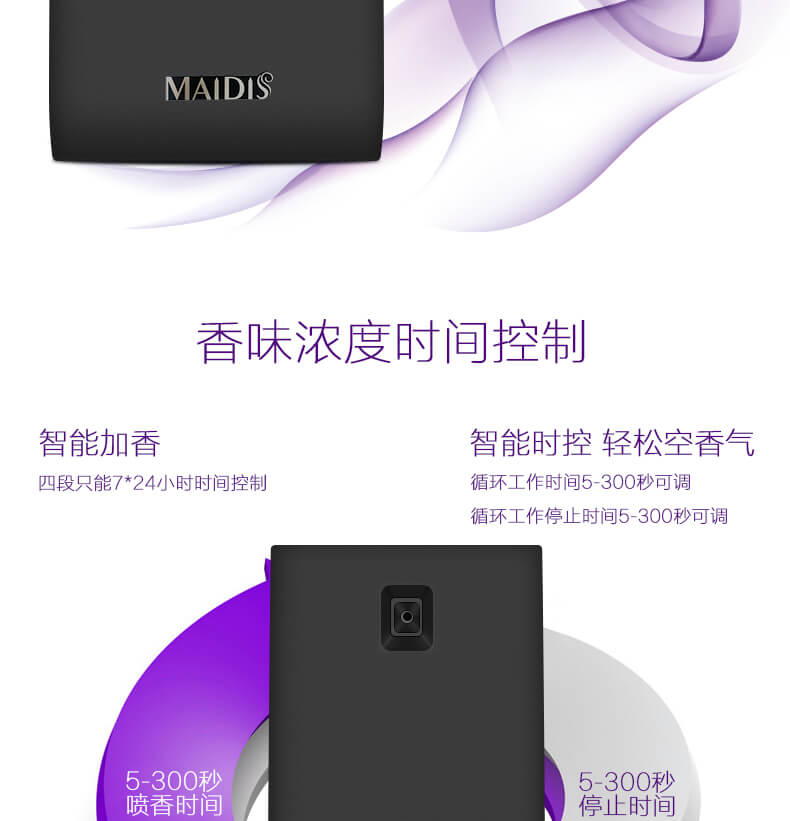 MAIDIS
香味浓度时间控制
智能加香
四段只能7*24小时时间控制
智能时控 轻松空香气
循环工作时间5-300秒可调
循环工作停止时间5-300秒可调
5-300秒
喷香时间
5-300秒
停止时间